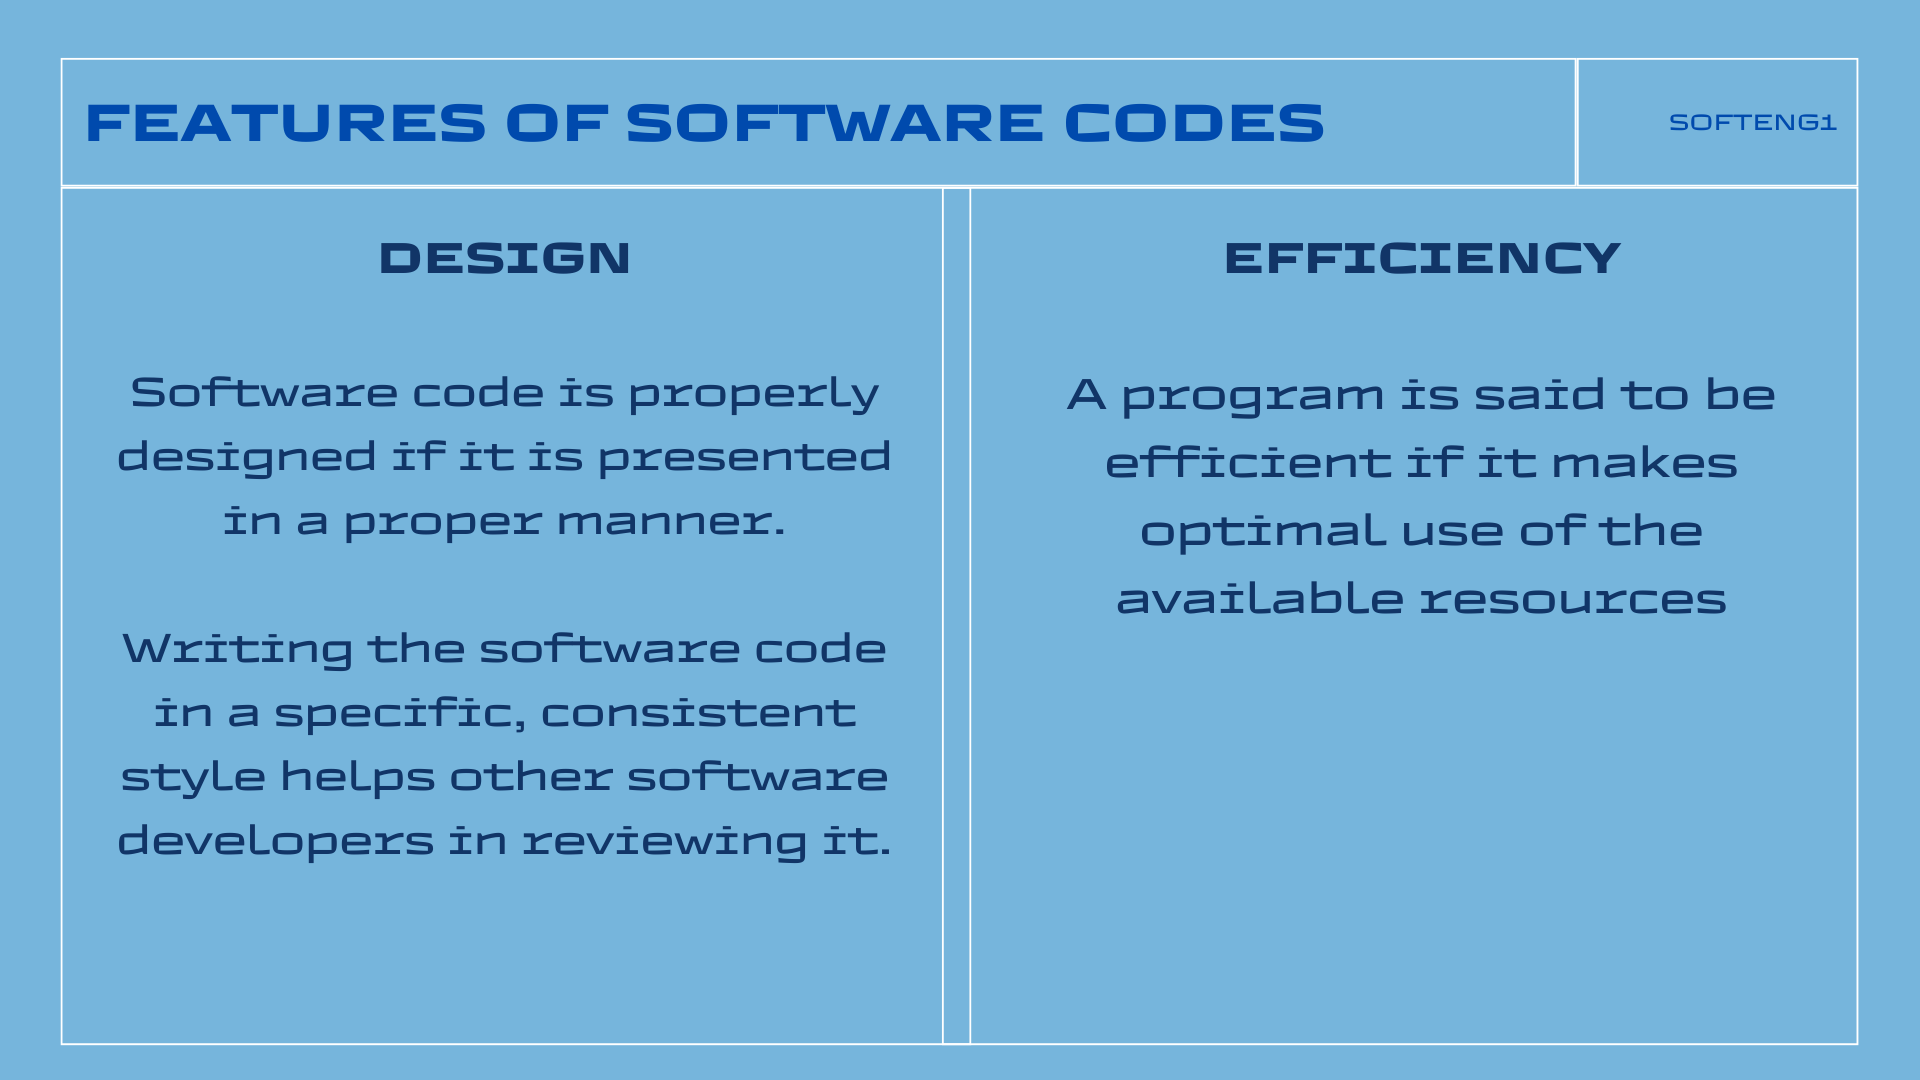 FEATURES OF SOFTWARE CODES
SOFTENG1
DESIGN
Software code is properly
designed if it is presented
in a proper manner.
Writing the software code
in a specific, consistent
style helps other software
developers in reviewing it.
EFFICIENCY
A program is said to be
efficient if it makes
optimal use of the
available resources